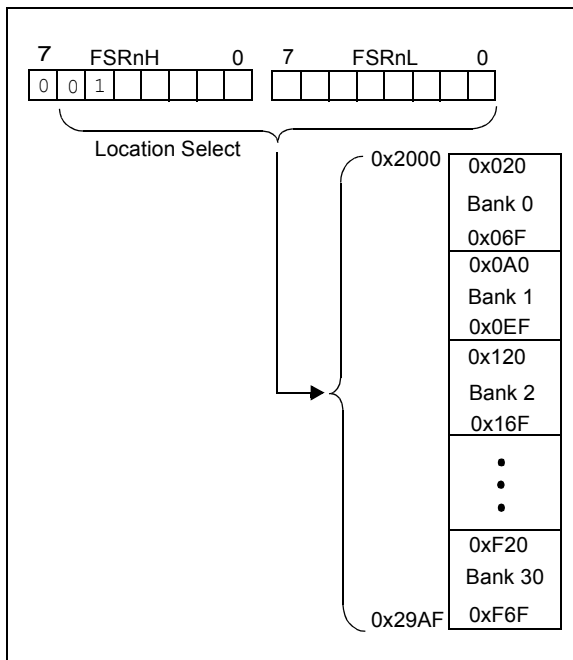 7 FSRnH 0 7 FSRnL 0
0 0 1
Location Select
0x2000
0x020
Bank 0
0x06F
0x0A0
Bank 1
0x0EF
0x120
Bank 2
0x16F
0xF20
Bank 30
0xF6F
0x29AF